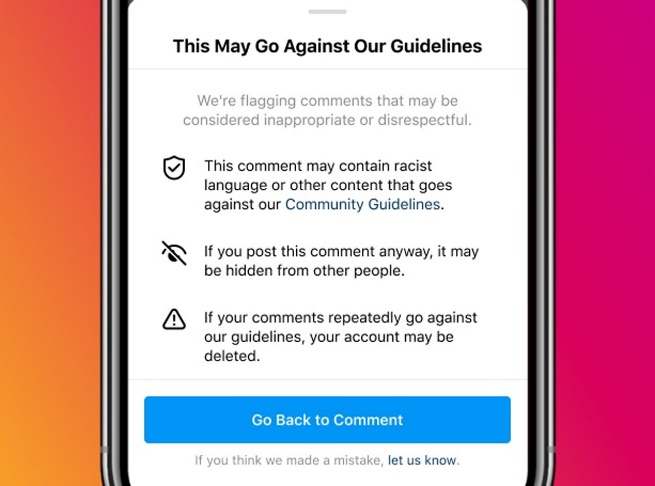 This May Go Against Our Guidelines
We're flagging comments that may be
considered inappropriate or disrespectful.
This comment may contain racist
language or other content that goes
against our Community Guidelines.
If you post this comment anyway, it may
be hidden from other people.
If your comments repeatedly go against
our guidelines, your account may be
deleted.
Go Back to Comment
If you think we made a mistake, let us know.